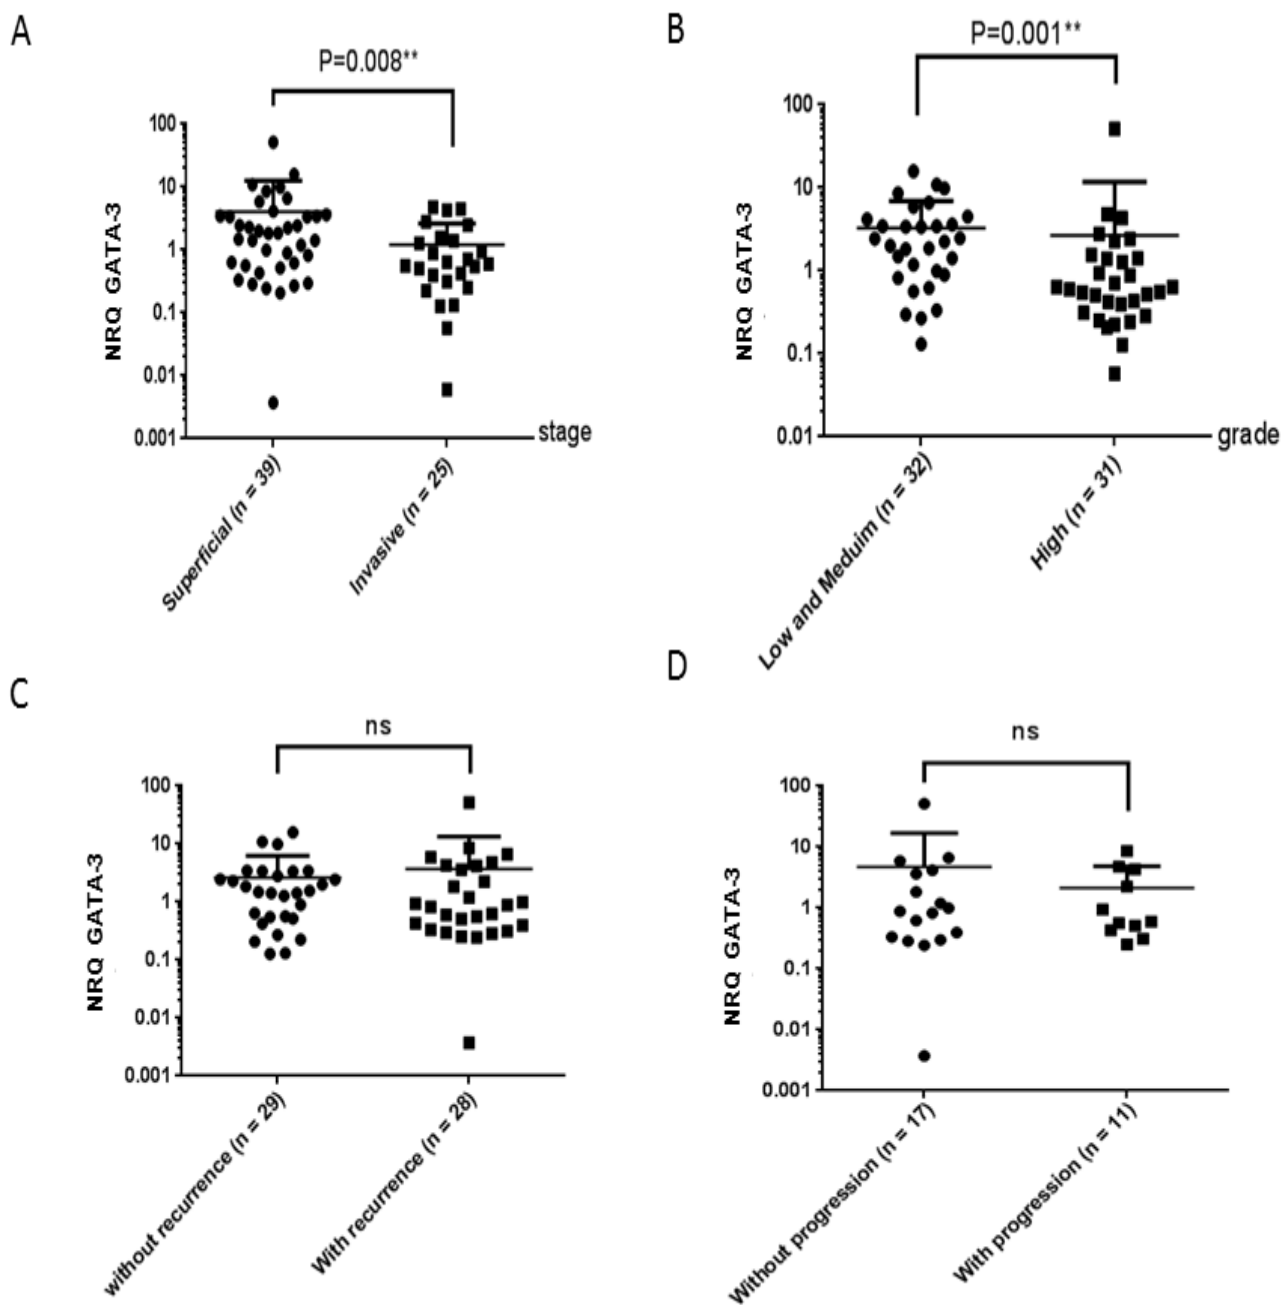 A
P=0.008**
100
10
1
0.1
0.01
0.001
NRQ GATA-3
stage
Superficial (n = 39)
Invasive (n = 25)
B
P=0.001**
100
10
1
0.1
0.01
NRQ GATA-3
grade
Low and Meduim (n = 32)
High (n = 31)
C
ns
100
10
1
0.1
0.01
0.001
NRQ GATA-3
without recurrence (n = 29)
With recurrence (n = 28)
D
ns
100
10
1
0.1
0.01
0.001
NRQ GATA-3
Without progression (n = 17)
With progression (n = 11)